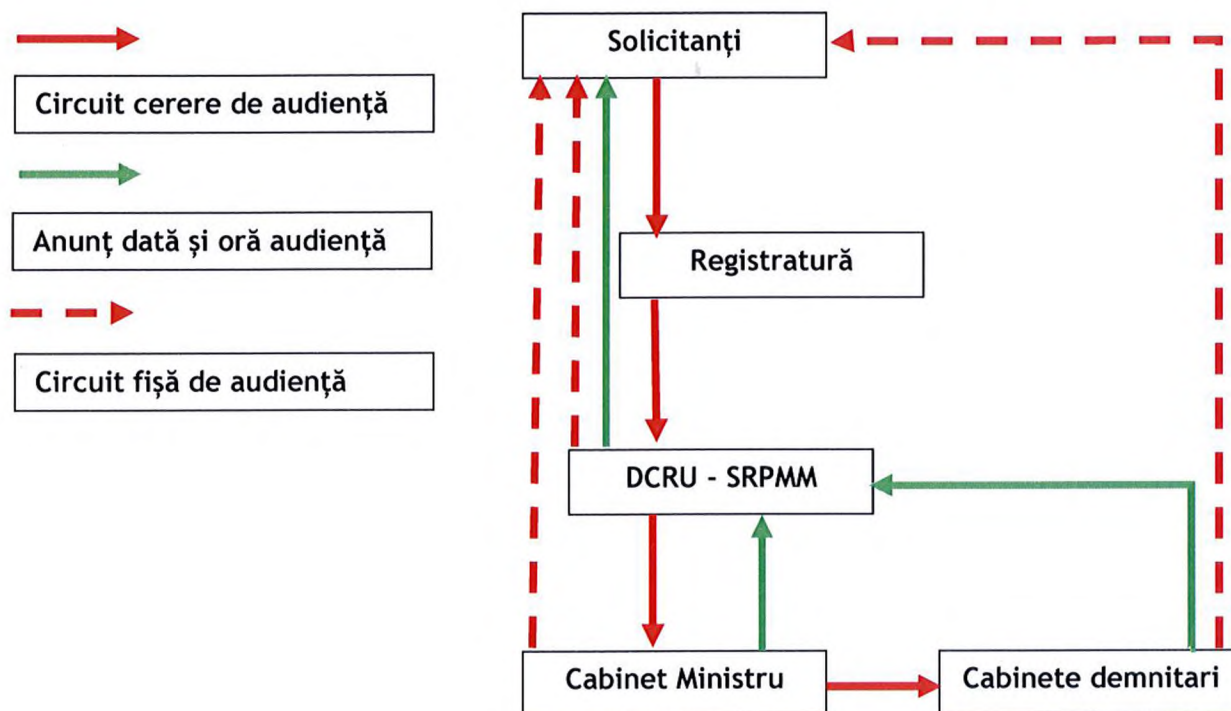 Circuit cerere de audiență
Anunț dată și oră audiență
Circuit fișă de audiență
Solicitanți
Registratură
DCRU - SRPMM
Cabinet Ministru
Cabinete demnitari